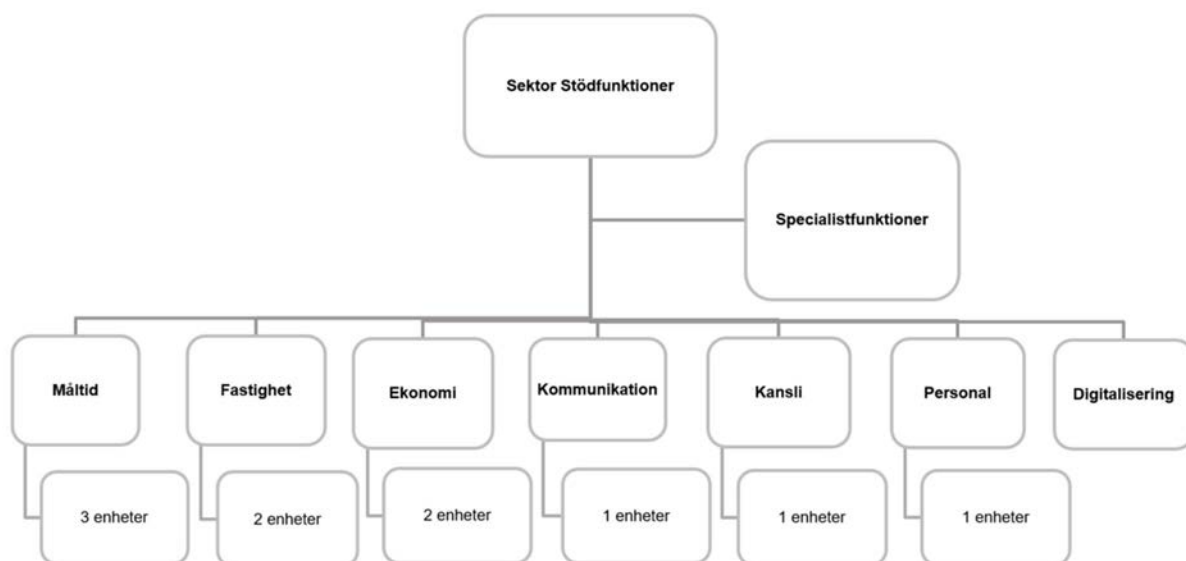 Sektor Stödfunktioner
Specialistfunktioner
Måltid
Fastighet
Ekonomi
Kommunikation
Kansli
Personal
Digitalisering
3 enheter
2 enheter
2 enheter
1 enheter
1 enheter
1 enheter